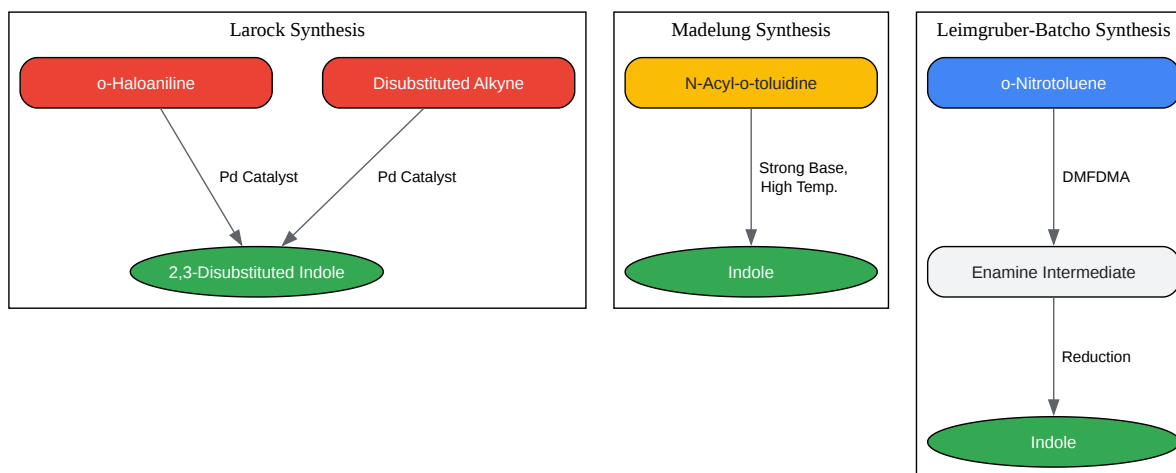 Larock Synthesis
o-Haloaniline
Disubstituted Alkyne
Pd Catalyst
Pd Catalyst
2,3-Disubstituted Indole
Madelung Synthesis
N-Acyl-o-toluidine
Strong Base,
High Temp.
Indole
Leimgruber-Batcho Synthesis
o-Nitrotoluene
DMFDMA
Enamine Intermediate
Reduction
Indole